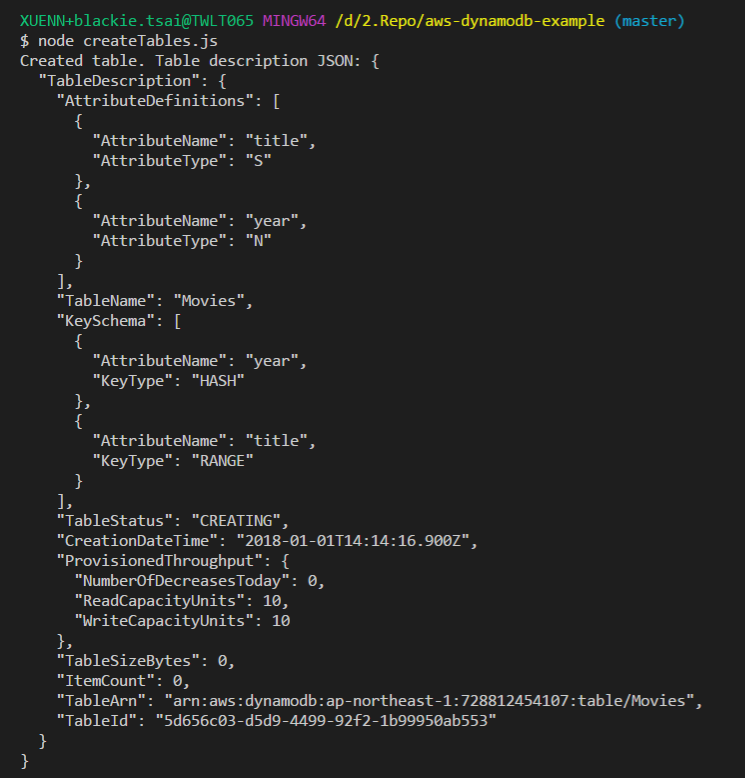 XUENN+blackie.tsai@TWLT065 MINGW64 /d/2.Repo/aws-dynamodb-example (master)
$ node createTables.js
Created table. Table description JSON: {
  "TableDescription": {
    "AttributeDefinitions": [
      {
        "AttributeName": "title",
        "AttributeType": "S"
      },
      {
        "AttributeName": "year",
        "AttributeType": "N"
      }
    ],
    "TableName": "Movies",
    "KeySchema": [
      {
        "AttributeName": "year",
        "KeyType": "HASH"
      },
      {
        "AttributeName": "title",
        "KeyType": "RANGE"
      }
    ],
    "TableStatus": "CREATING",
    "CreationDateTime": "2018-01-01T14:14:16.900Z",
    "ProvisionedThroughput": {
      "NumberOfDecreasesToday": 0,
      "ReadCapacityUnits": 10,
      "WriteCapacityUnits": 10
    },
    "TableSizeBytes": 0,
    "ItemCount": 0,
    "TableArn": "arn:aws:dynamodb:ap-northeast-1:728812454107:table/Movies",
    "TableId": "5d656c03-d5d9-4499-92f2-1b99950ab553"
  }
}